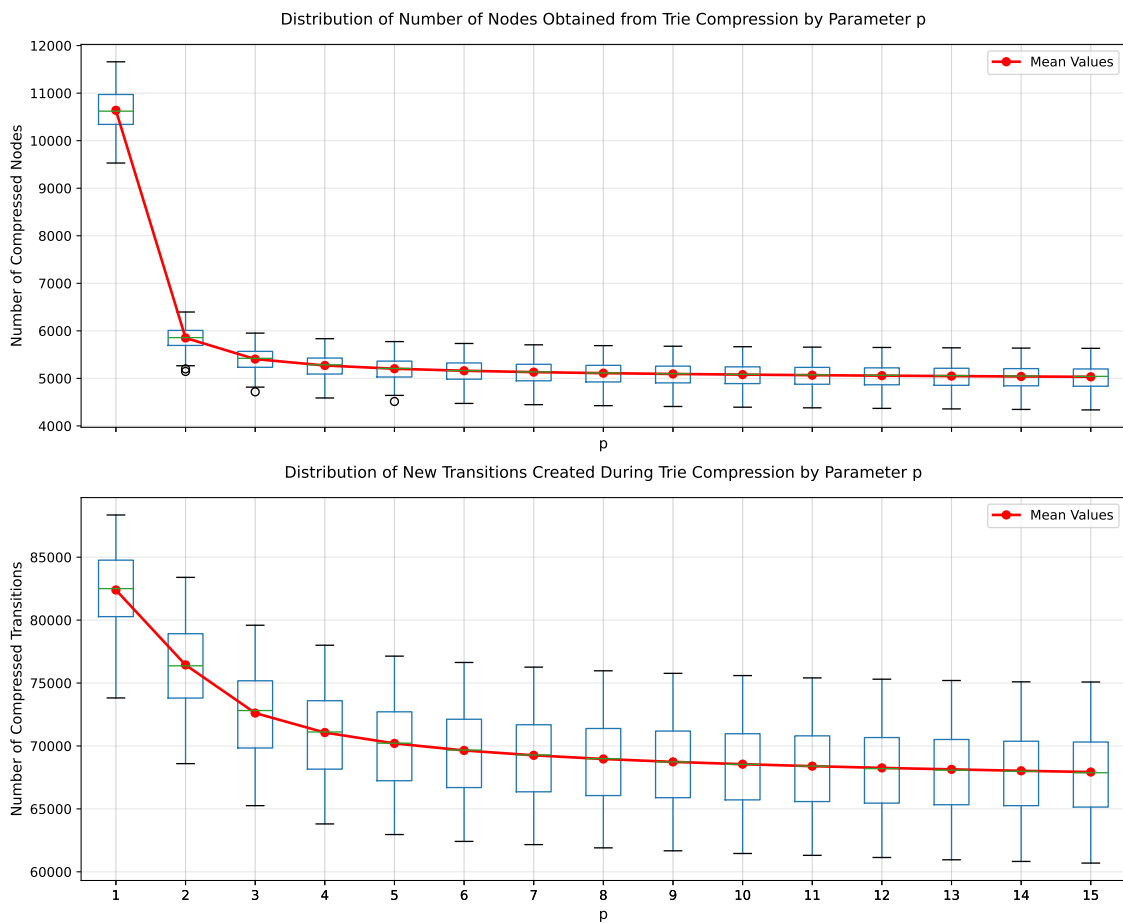 Distribution of Number of Nodes Obtained from Trie Compression by Parameter p
12000
11000
10000
9000
8000
7000
6000
5000
4000
Number of Compressed Nodes
Mean Values
p
Distribution of New Transitions Created During Trie Compression by Parameter p
85000
80000
75000
70000
65000
60000
Number of Compressed Transitions
Mean Values
1 2 3 4 5 6 7 8 9 10 11 12 13 14 15
p